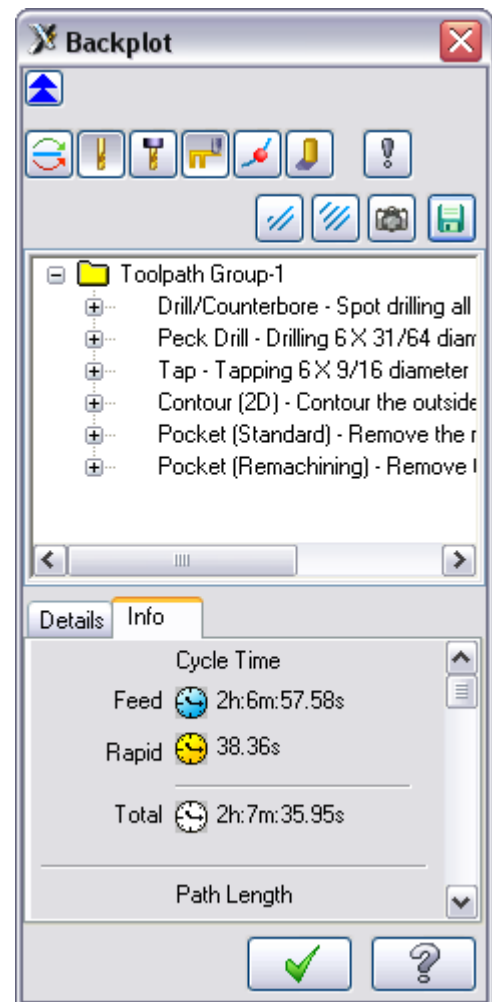 Backplot
Toolpath Group-1
Drill/Counterbore - Spot drilling all
Peck Drill - Drilling 6 X 31/64 diam
Tap - Tapping 6 X 9/16 diameter
Contour (2D) - Contour the outside
Pocket (Standard) - Remove the
Pocket (Remachining) - Remove
Details Info
Cycle Time
Feed 2h:6m:57.58s
Rapid 38.36s
Total 2h:7m:35.95s
Path Length